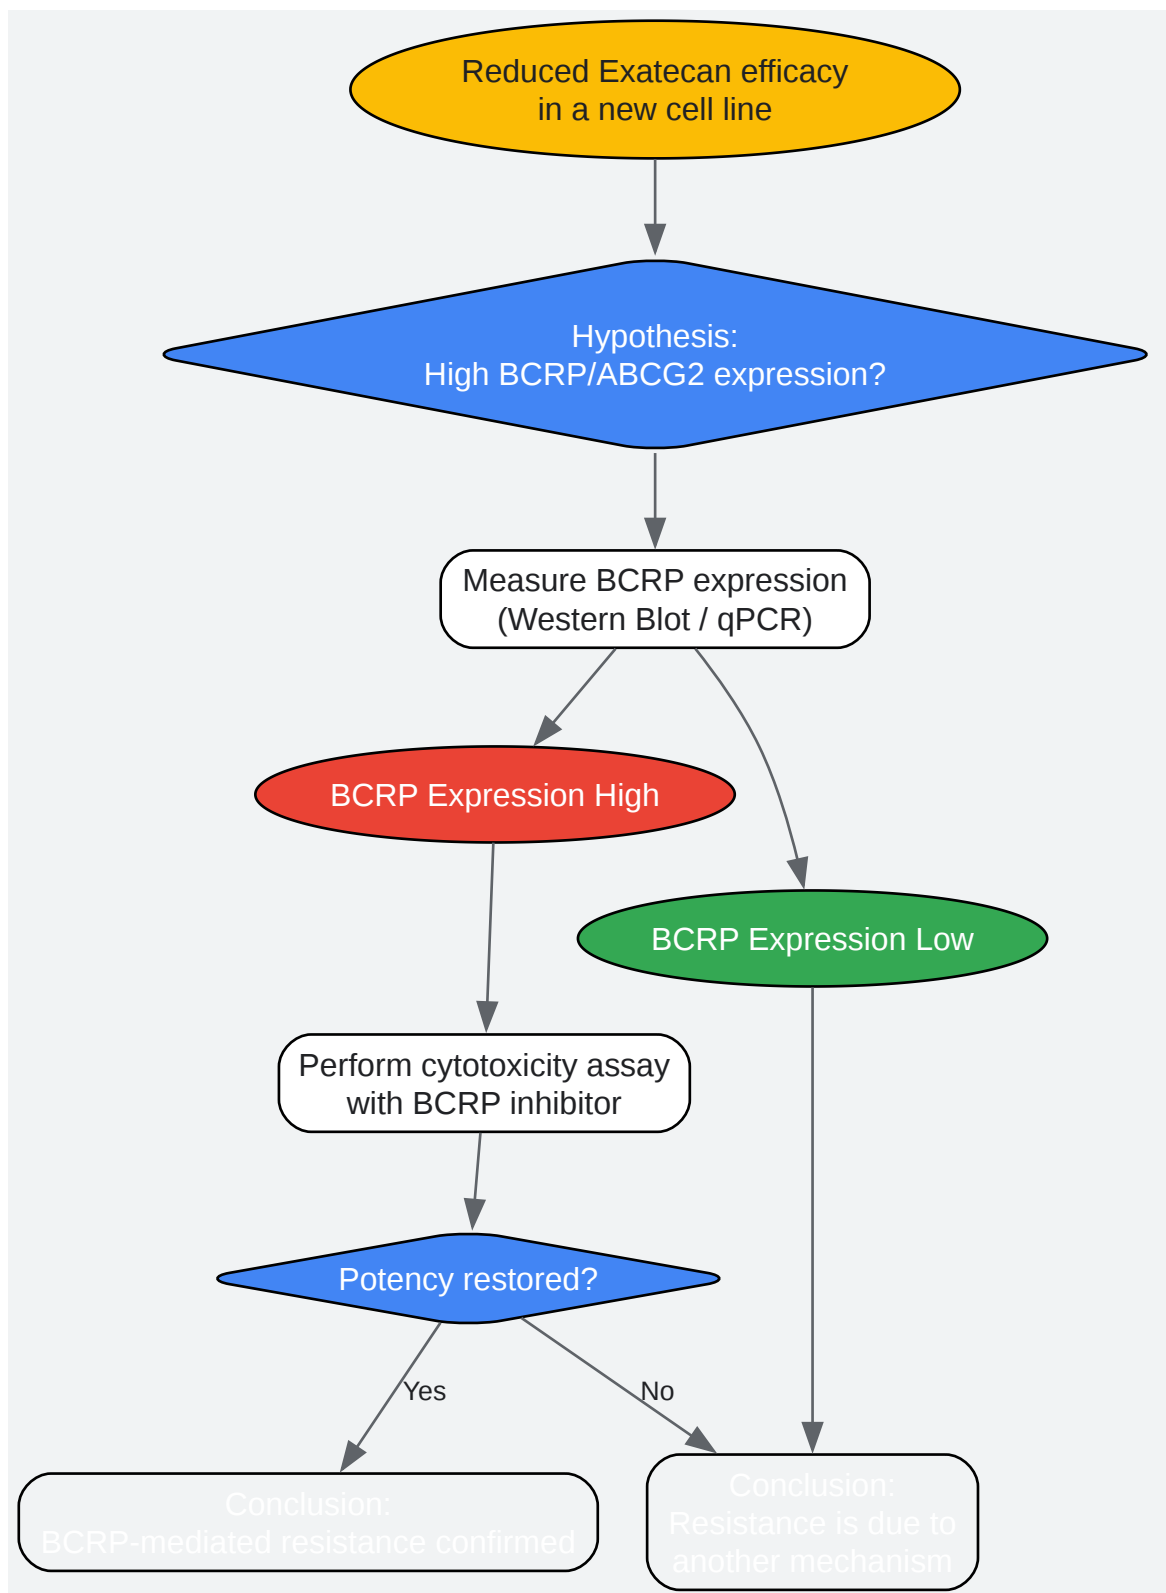 Reduced Exatecan efficacy
in a new cell line
Hypothesis:
High BCRP/ABCG2 expression?
Measure BCRP expression
(Western Blot / qPCR)
BCRP Expression High
BCRP Expression Low
Perform cytotoxicity assay
with BCRP inhibitor
Potency restored?
Yes
No
Conclusion:
BCRP-mediated resistance confirmed
Conclusion:
Resistance is due to
another mechanism